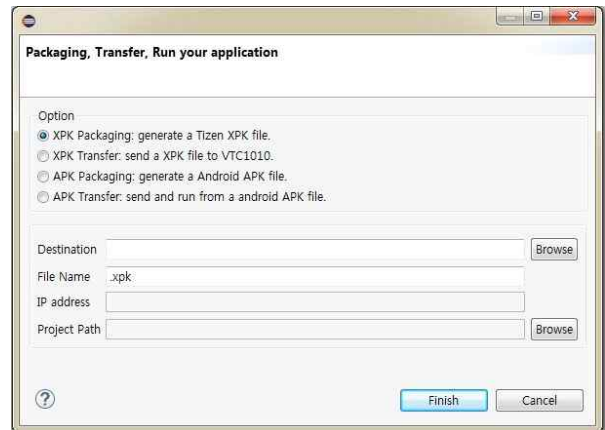 Packaging, Transfer, Run your application
Option
XPK Packaging: generate a Tizen XPK file.
XPK Transfer: send a XPK file to VTC1010.
APK Packaging: generate a Android APK file.
APK Transfer: send and run from a android APK file.
Destination Browse
File Name .xpk
IP address
Project Path Browse
? Finish Cancel